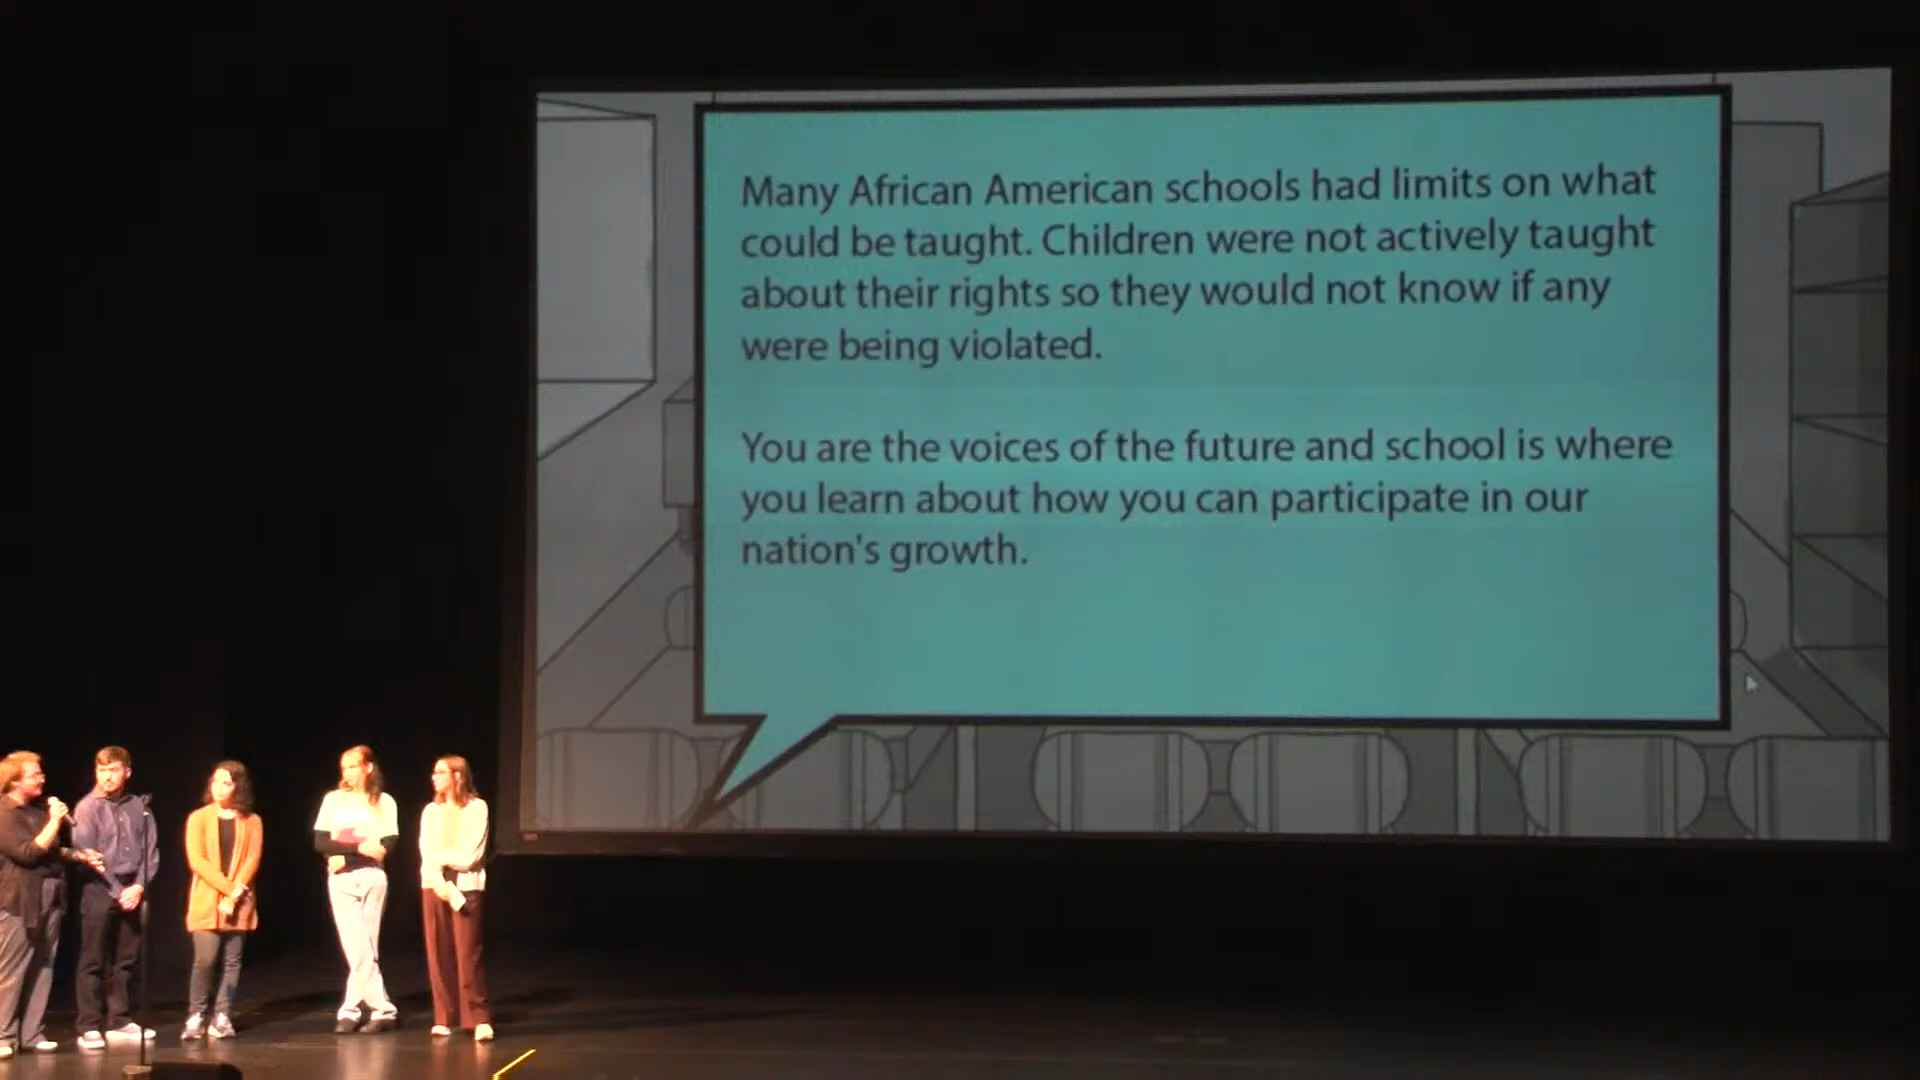 Many African American schools had limits on what
could be taught. Children were not actively taught
about their rights so they would not know if any
were being violated.
You are the voices of the future and school is where
you learn about how you can participate in our
nation's growth.